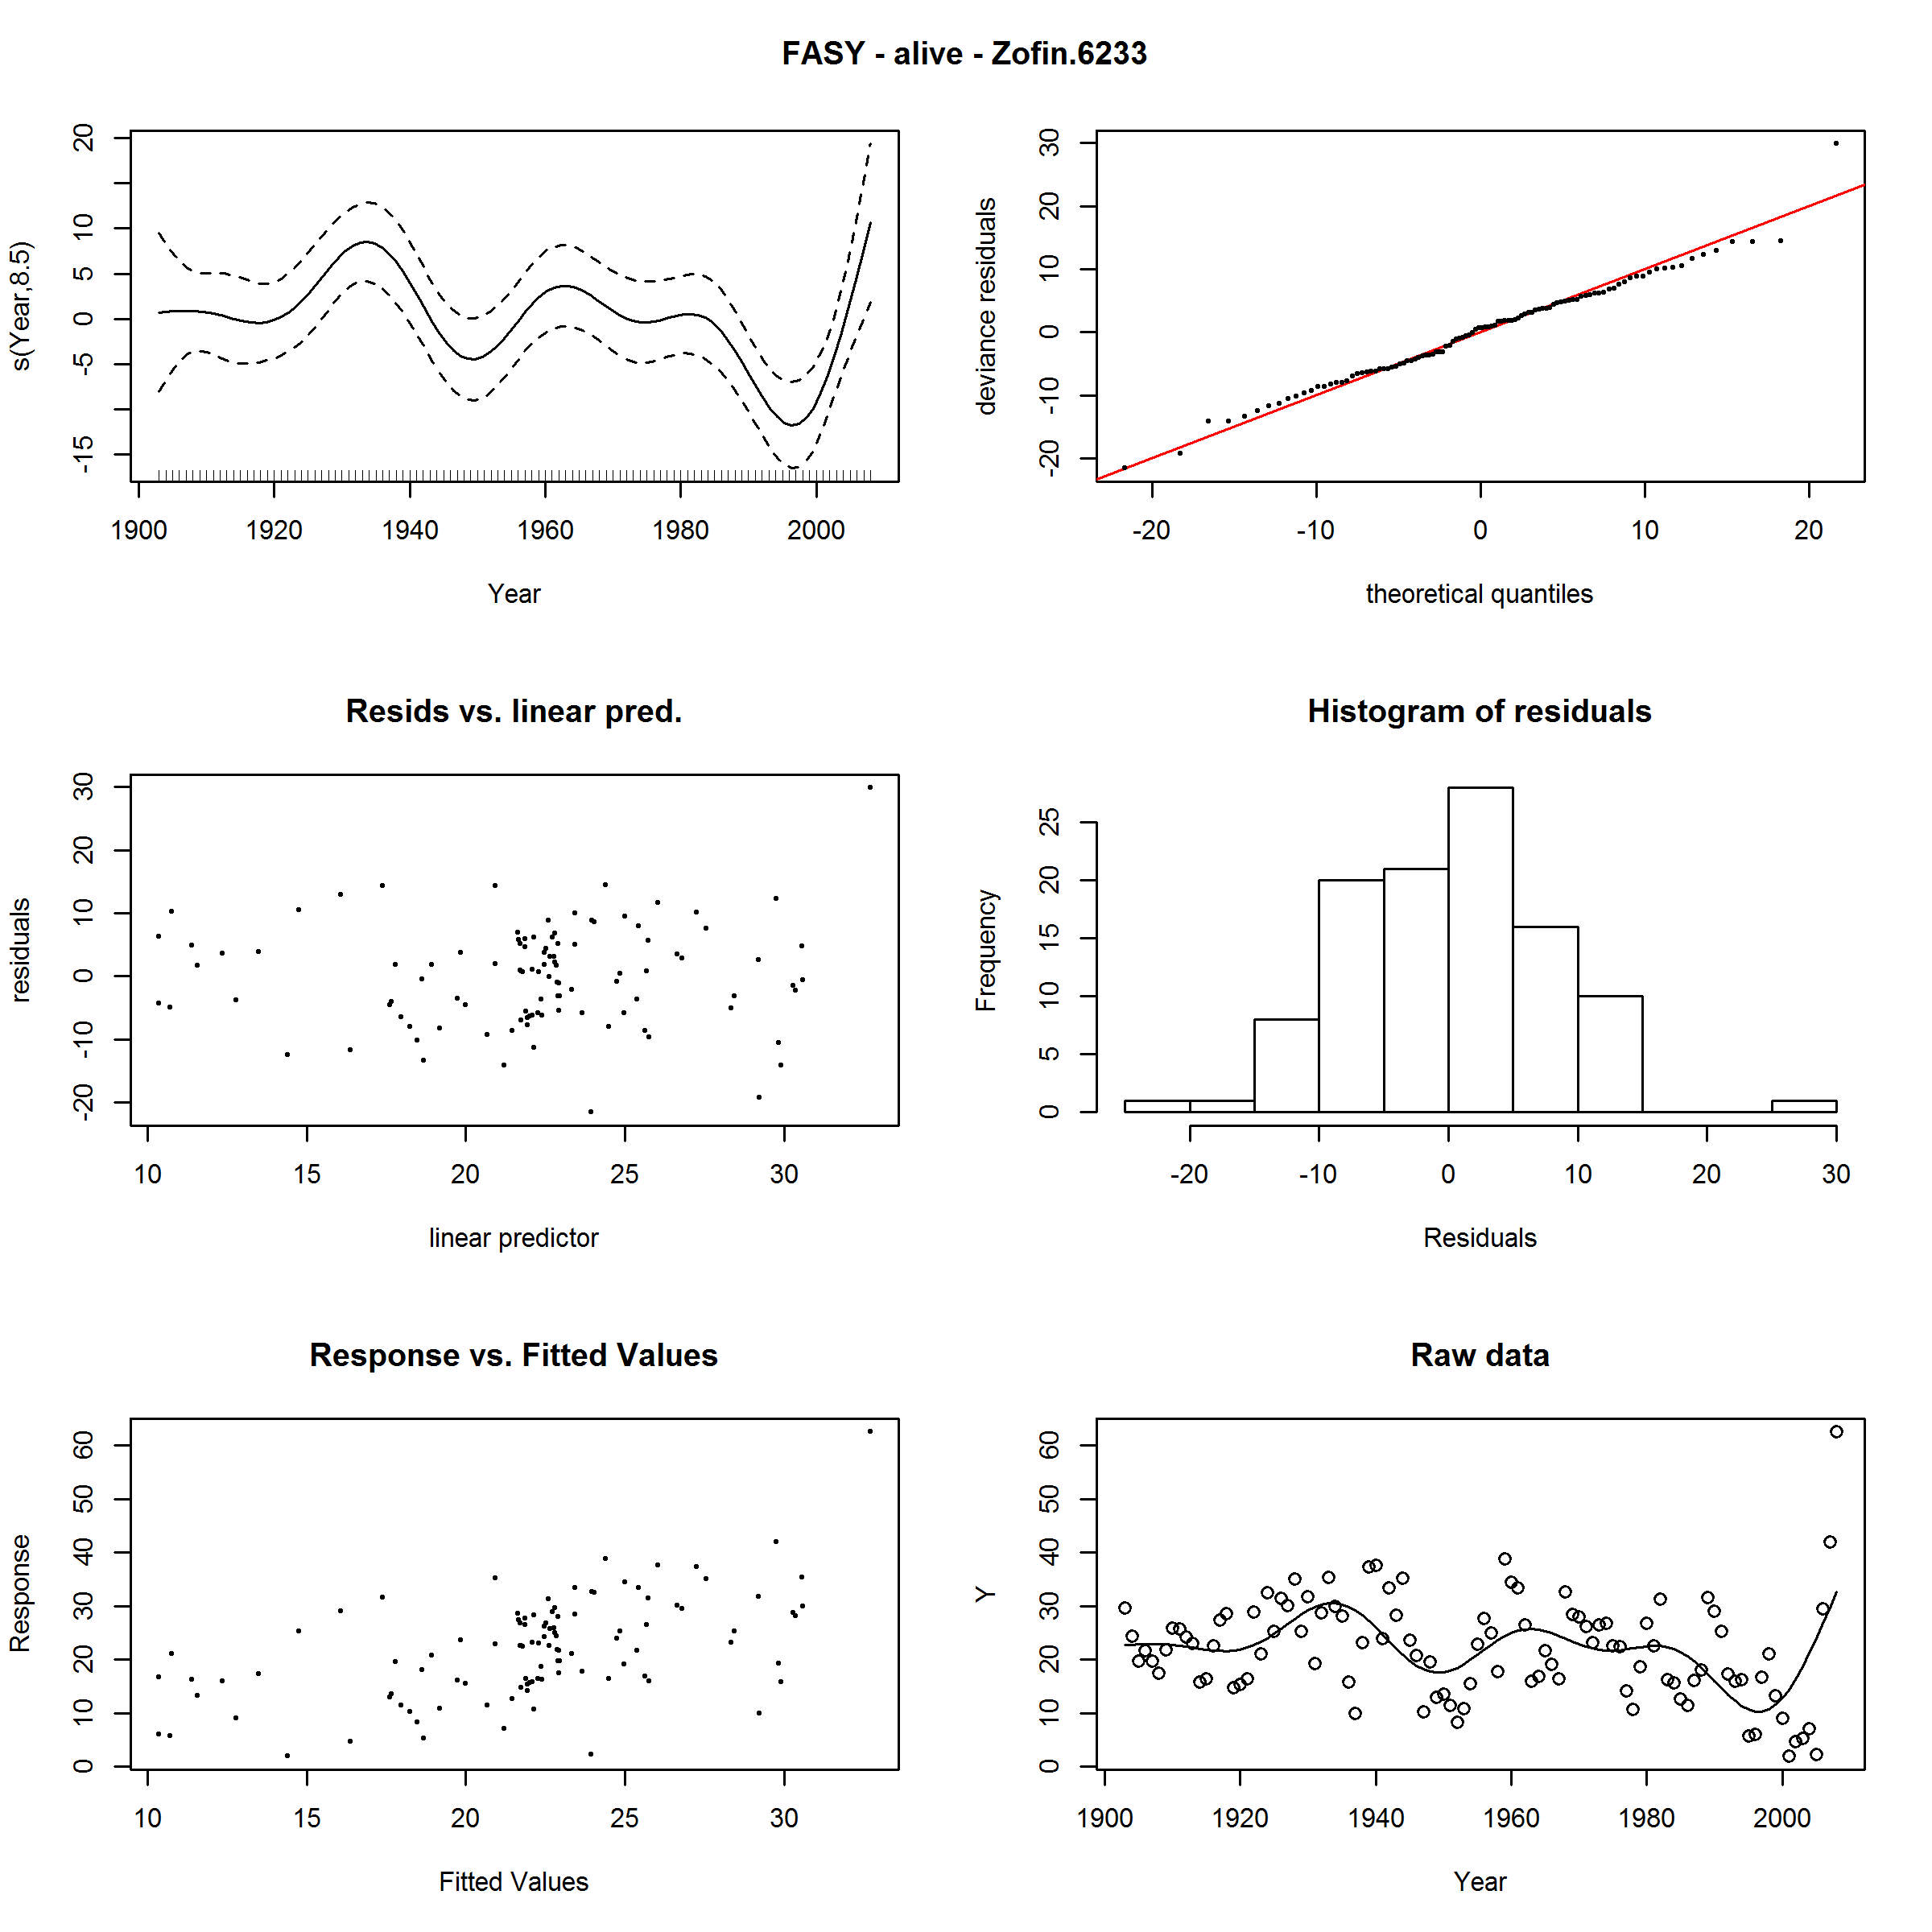 FASY - alive - Zofin.6233
s(Year,8.5)
20
10
5
0
-5
-15
1900 1920 1940 1960 1980 2000
Year
deviance residuals
30
20
10
0
-10
-20
-20 -10 0 10 20
theoretical quantiles
Resids vs. linear pred.
residuals
30
20
10
0
-10
-20
10 15 20 25 30
linear predictor
Histogram of residuals
Frequency
25
20
15
10
5
0
-20 -10 0 10 20 30
Residuals
Response vs. Fitted Values
Response
60
50
40
30
20
10
0
10 15 20 25 30
Fitted Values
Raw data
Y
60
50
40
30
20
10
0
1900 1920 1940 1960 1980 2000
Year